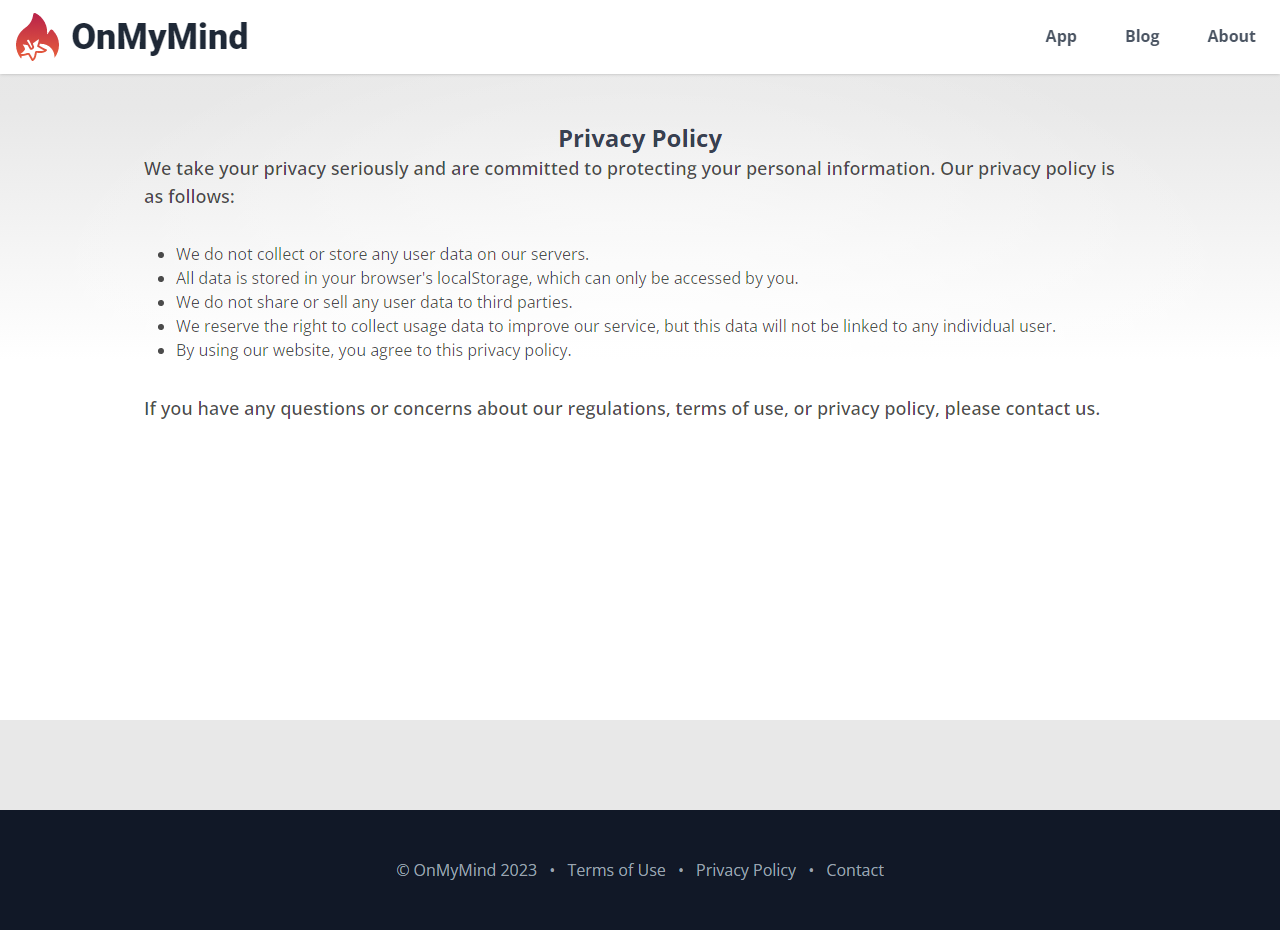 OnMyMind
App Blog About
Privacy Policy
We take your privacy seriously and are committed to protecting your personal information. Our privacy policy is
as follows:
• We do not collect or store any user data on our servers.
• All data is stored in your browser's localStorage, which can only be accessed by you.
• We do not share or sell any user data to third parties.
• We reserve the right to collect usage data to improve our service, but this data will not be linked to any individual user.
• By using our website, you agree to this privacy policy.
If you have any questions or concerns about our regulations, terms of use, or privacy policy, please contact us.
© OnMyMind 2023 • Terms of Use • Privacy Policy • Contact